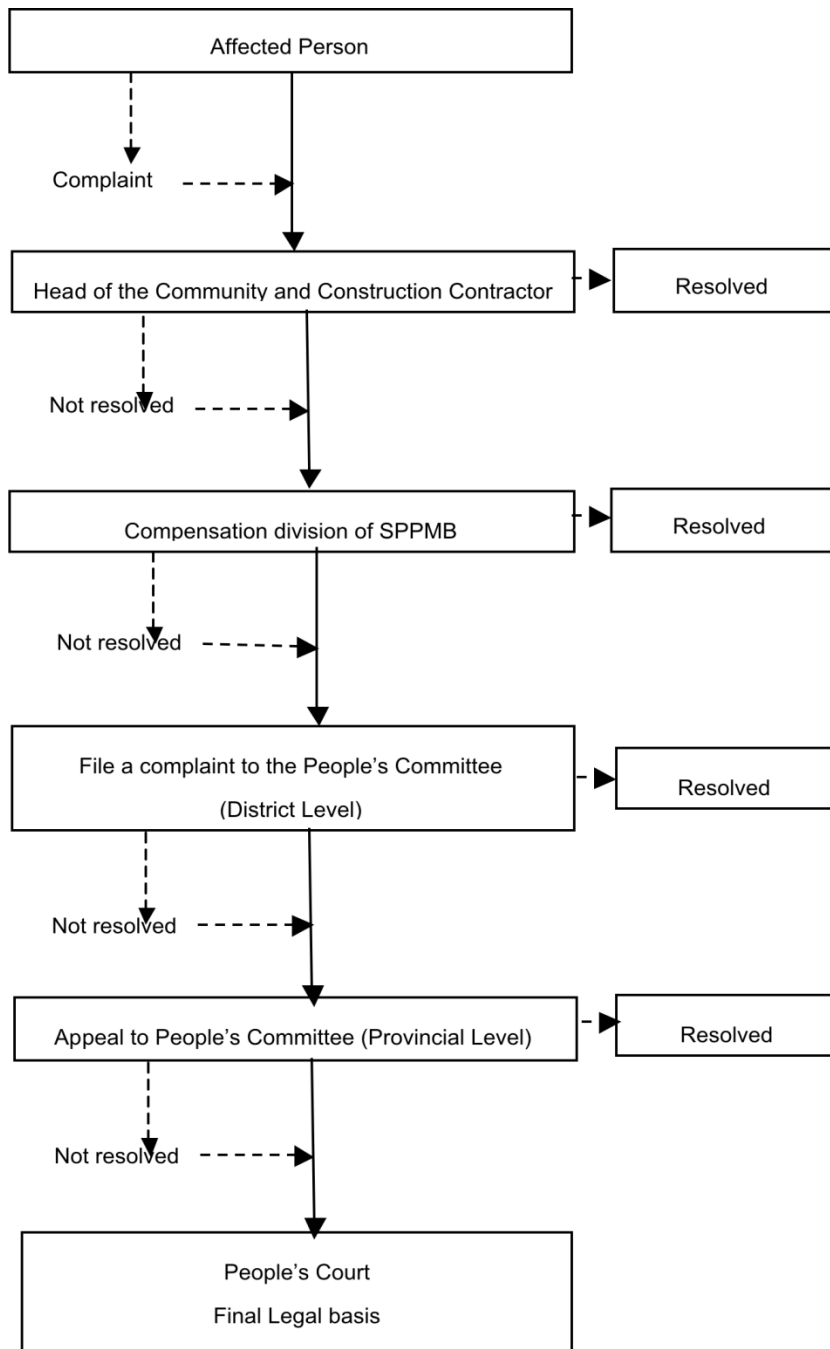 Affected Person
Complaint
Head of the Community and Construction Contractor
Resolved
Not resolved
Compensation division of SPPMB
Resolved
Not resolved
File a complaint to the People’s Committee
(District Level)
Resolved
Not resolved
Appeal to People’s Committee (Provincial Level)
Resolved
Not resolved
People’s Court
Final Legal basis